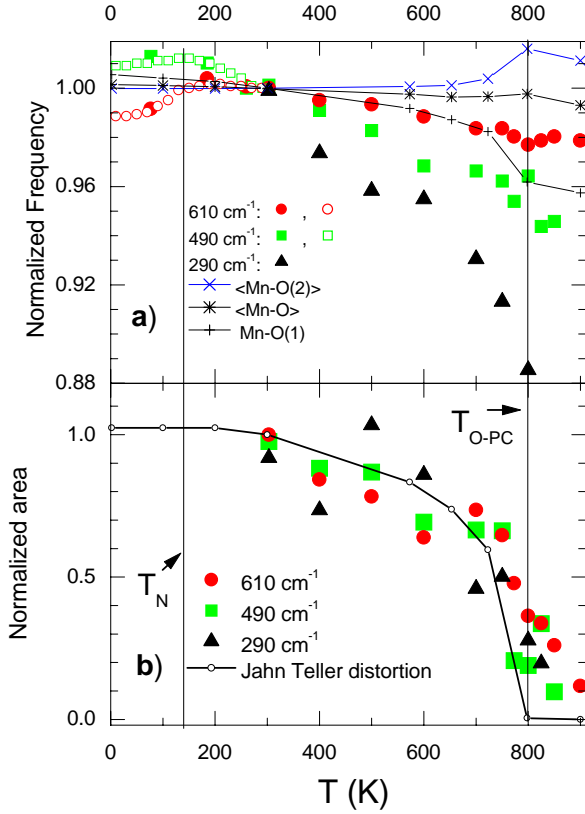 0 200 400 600 800
1.00
0.96
0.92
0.88
Normalized Frequency
610 cm⁻¹: ,
490 cm⁻¹: ,
290 cm⁻¹:
<Mn-O(2)>
<Mn-O>
Mn-O(1)
a)
T_O-PC
1.0
0.5
0.0
Normalized area
T_N
610 cm⁻¹
490 cm⁻¹
290 cm⁻¹
Jahn Teller distortion
b)
0 200 400 600 800
T (K)